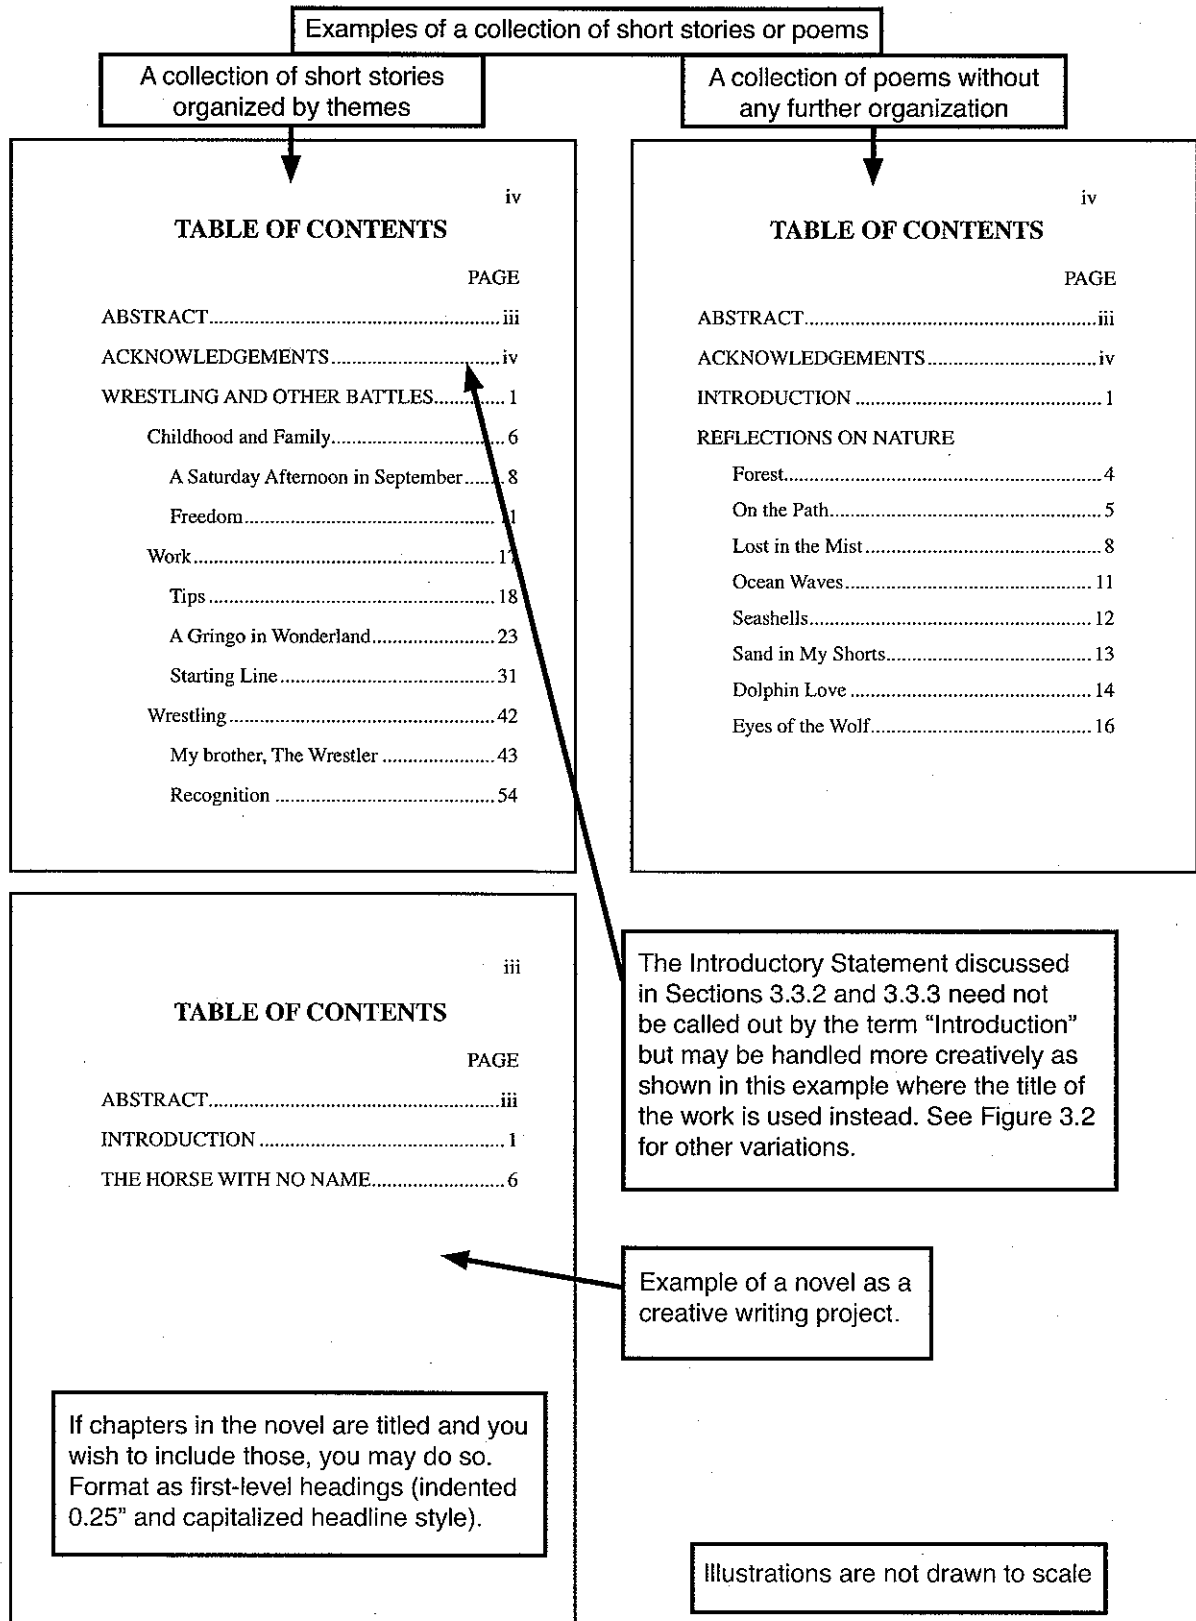 Examples of a collection of short stories or poems
A collection of short stories
organized by themes
A collection of poems without
any further organization
iv
TABLE OF CONTENTS
PAGE
ABSTRACT.................................................... iii
ACKNOWLEDGEMENTS.............................. iv
WRESTLING AND OTHER BATTLES............ 1
Childhood and Family.............................. 6
A Saturday Afternoon in September....... 8
Freedom............................................. 1
Work...................................................... 17
Tips ................................................... 18
A Gringo in Wonderland...................... 23
Starting Line ....................................... 31
Wrestling ............................................... 42
My brother, The Wrestler .................... 43
Recognition ........................................ 54
iv
TABLE OF CONTENTS
PAGE
ABSTRACT.................................................... iii
ACKNOWLEDGEMENTS.............................. iv
INTRODUCTION ............................................ 1
REFLECTIONS ON NATURE
Forest......................................................... 4
On the Path................................................ 5
Lost in the Mist.......................................... 8
Ocean Waves............................................ 11
Seashells.................................................. 12
Sand in My Shorts.................................... 13
Dolphin Love ........................................... 14
Eyes of the Wolf....................................... 16
iii
TABLE OF CONTENTS
PAGE
ABSTRACT.................................................... iii
INTRODUCTION ............................................ 1
THE HORSE WITH NO NAME........................ 6
The Introductory Statement discussed
in Sections 3.3.2 and 3.3.3 need not
be called out by the term “Introduction”
but may be handled more creatively as
shown in this example where the title of
the work is used instead. See Figure 3.2
for other variations.
Example of a novel as a
creative writing project.
If chapters in the novel are titled and you
wish to include those, you may do so.
Format as first-level headings (indented
0.25” and capitalized headline style).
Illustrations are not drawn to scale